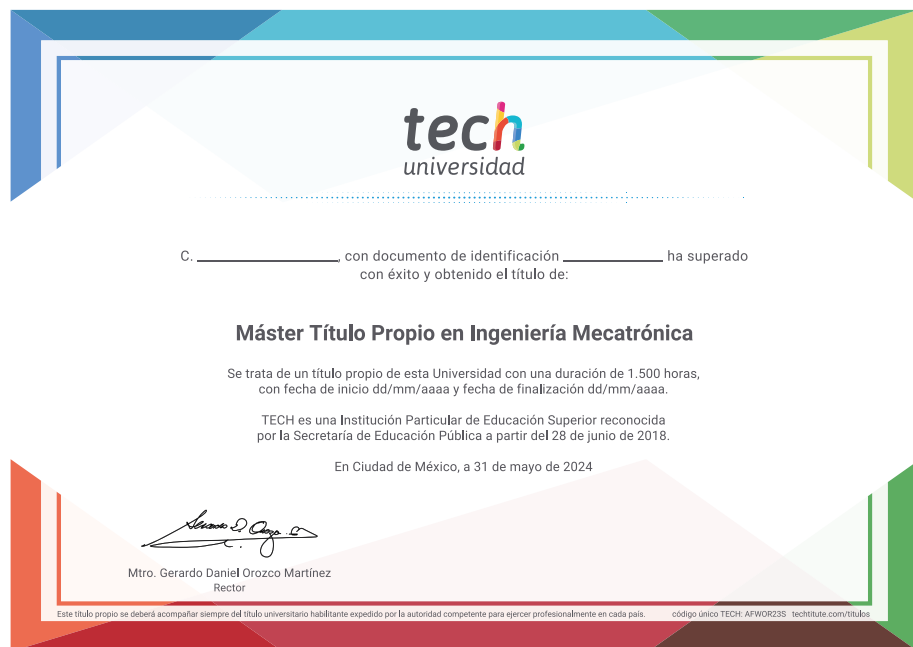 tech
universidad
C. ____________________, con documento de identificación ______________ ha superado
con éxito y obtenido el título de:
Máster Título Propio en Ingeniería Mecatrónica
Se trata de un título propio de esta Universidad con una duración de 1.500 horas,
con fecha de inicio dd/mm/aaaa y fecha de finalización dd/mm/aaaa.
TECH es una Institución Particular de Educación Superior reconocida
por la Secretaría de Educación Pública a partir del 28 de junio de 2018.
En Ciudad de México, a 31 de mayo de 2024
Mtro. Gerardo Daniel Orozco Martínez
Rector
Este título propio se deberá acompañar siempre del título universitario habilitante expedido por la autoridad competente para ejercer profesionalmente en cada país. código único TECH: AFWOR23S techtitute.com/titulos